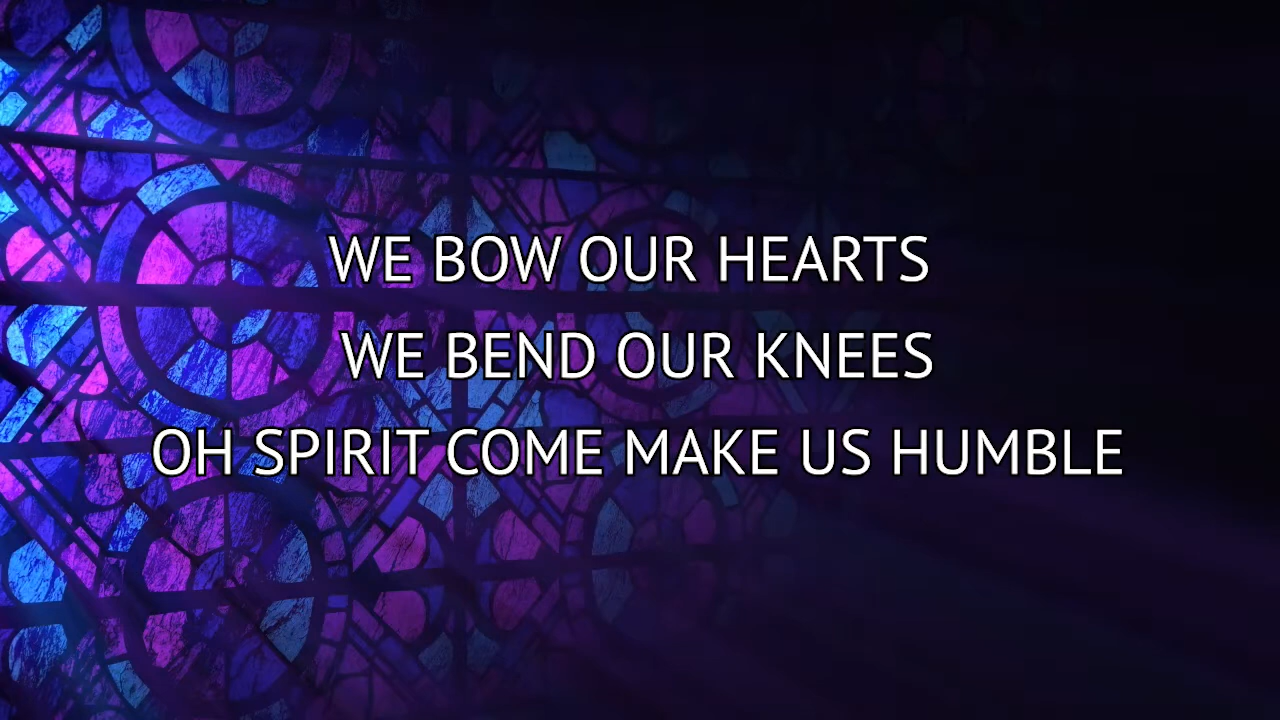 WE BOW OUR HEARTS
WE BEND OUR KNEES
OH SPIRIT COME MAKE US HUMBLE